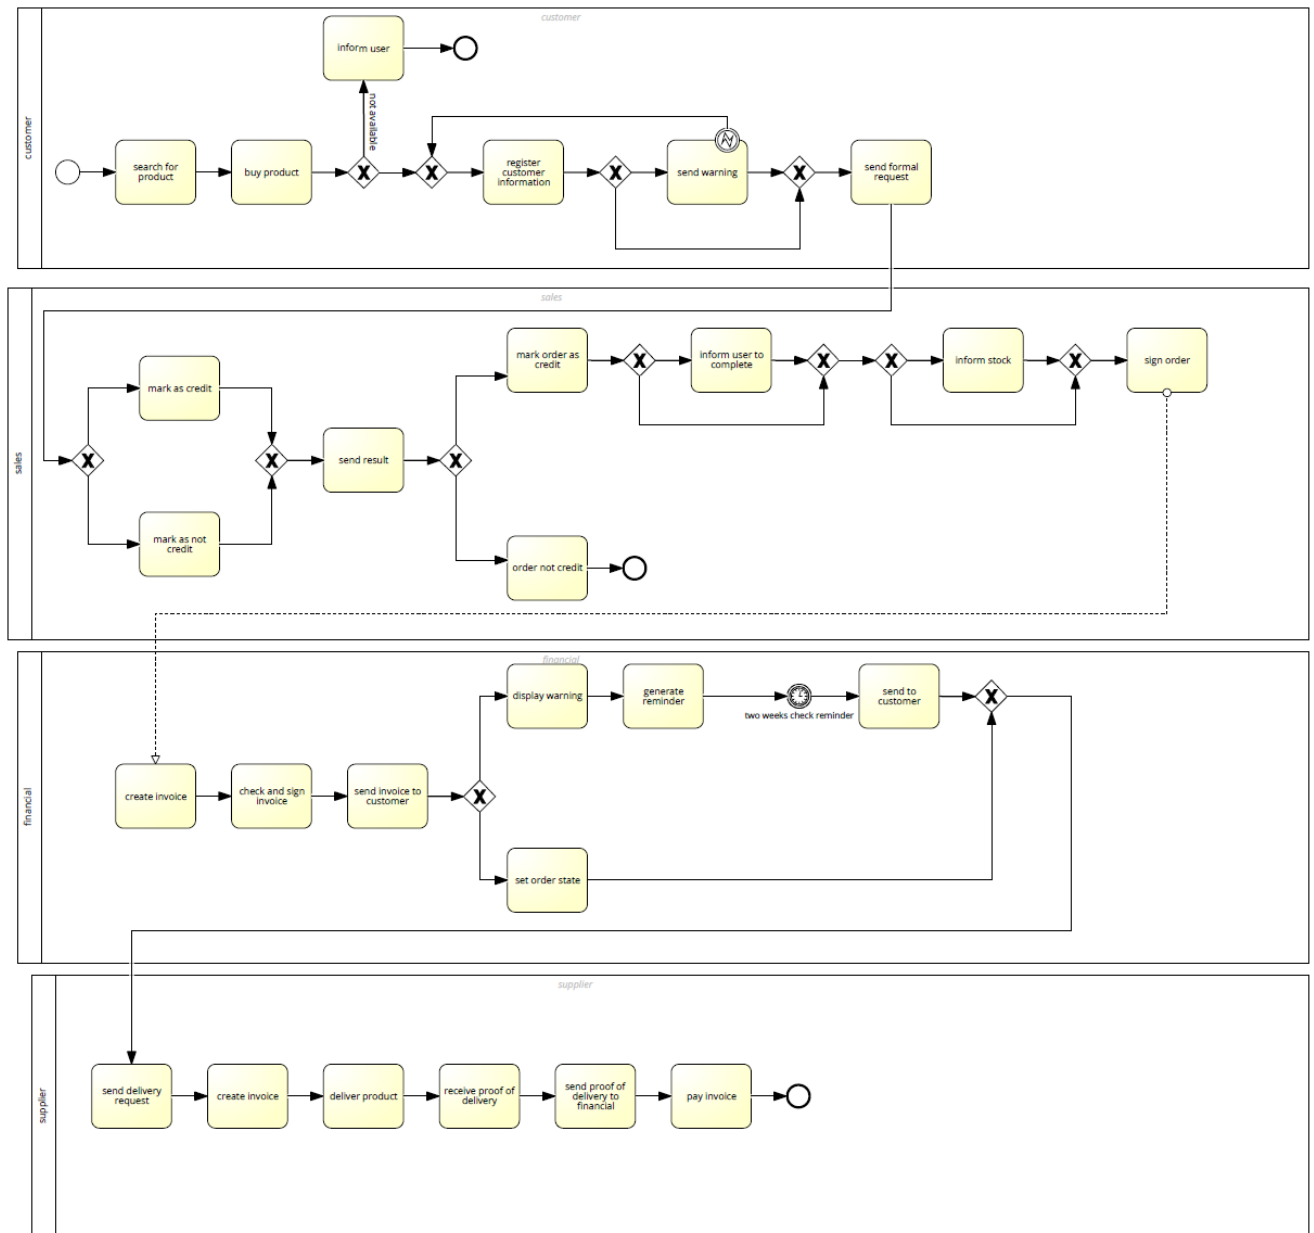 customer
customer
inform user
not available
search for
product
buy product
register
customer
information
send warning
send formal
request
sales
sales
mark order as
credit
inform user to
complete
inform stock
sign order
mark as credit
send result
mark as not
credit
order not credit
financial
financial
display warning
generate
reminder
two weeks check reminder
send to
customer
create invoice
check and sign
invoice
send invoice to
customer
set order state
supplier
supplier
send delivery
request
create invoice
deliver product
receive proof of
delivery
send proof of
delivery to
financial
pay invoice